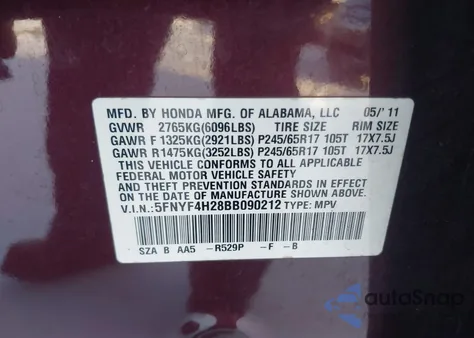 MFD. BY HONDA MFG. OF ALABAMA, LLC 05/'11
GVWR 2765KG(6096LBS) TIRE SIZE RIM SIZE
GAWR F 1325KG(2921LBS) P245/65R17 105T 17X7.5J
GAWR R 1475KG(3252LBS) P245/65R17 105T 17X7.5J
THIS VEHICLE CONFORMS TO ALL APPLICABLE
FEDERAL MOTOR VEHICLE SAFETY STANDARDS IN
EFFECT ON THE DATE OF MANUFACTURE SHOWN ABOVE.
V.I.N.: 5FNYF4H28BB090212 TYPE: MPV
SZA B AA5 -R529P -F -B
autoSnap